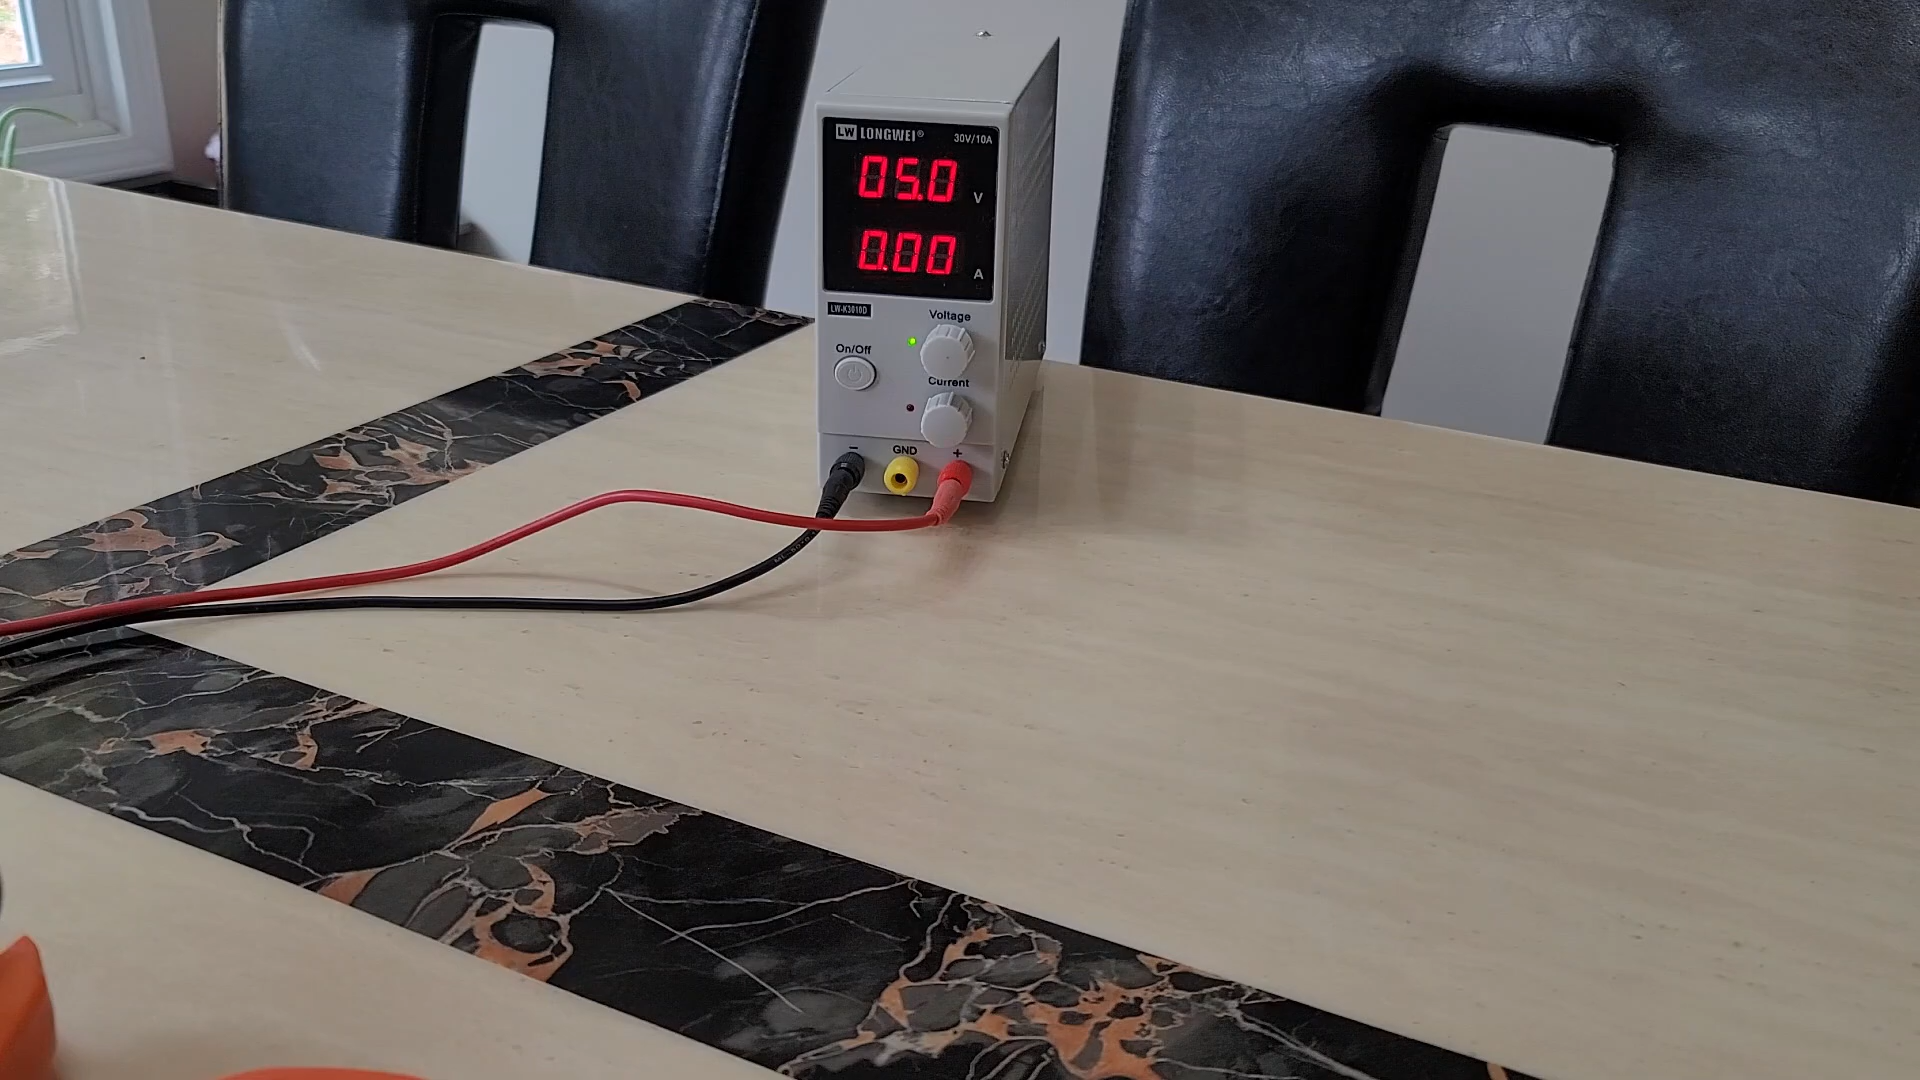 LW LONGWEI®
30V/10A
05.0 V
0.00 A
LW-K3010D
Voltage
On/Off
Current
− GND +